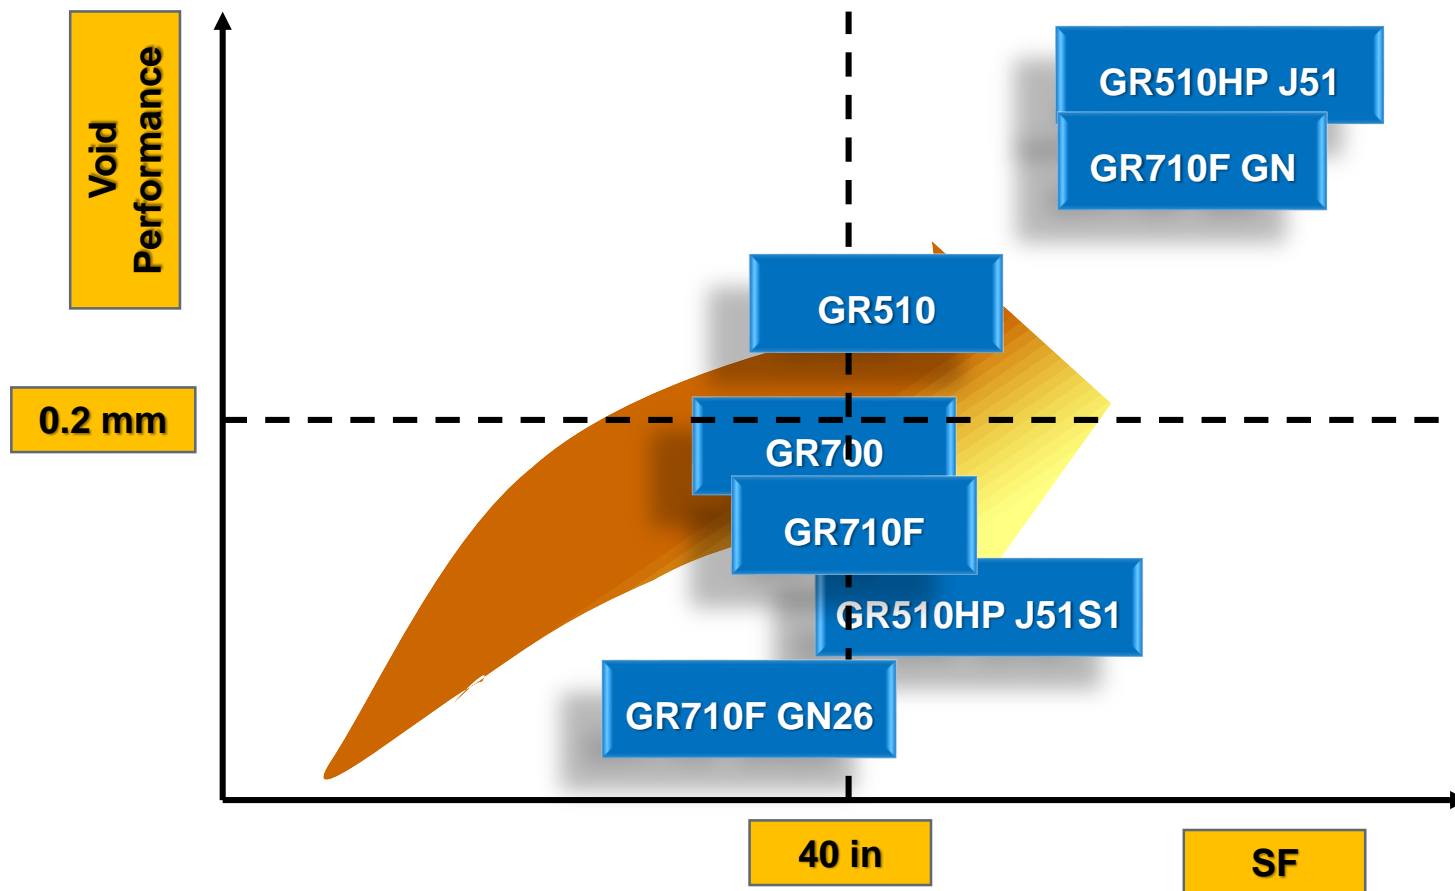 Void
Performance
GR510HP J51
GR710F GN
GR510
0.2 mm
GR700
GR710F
GR510HP J51S1
GR710F GN26
40 in
SF